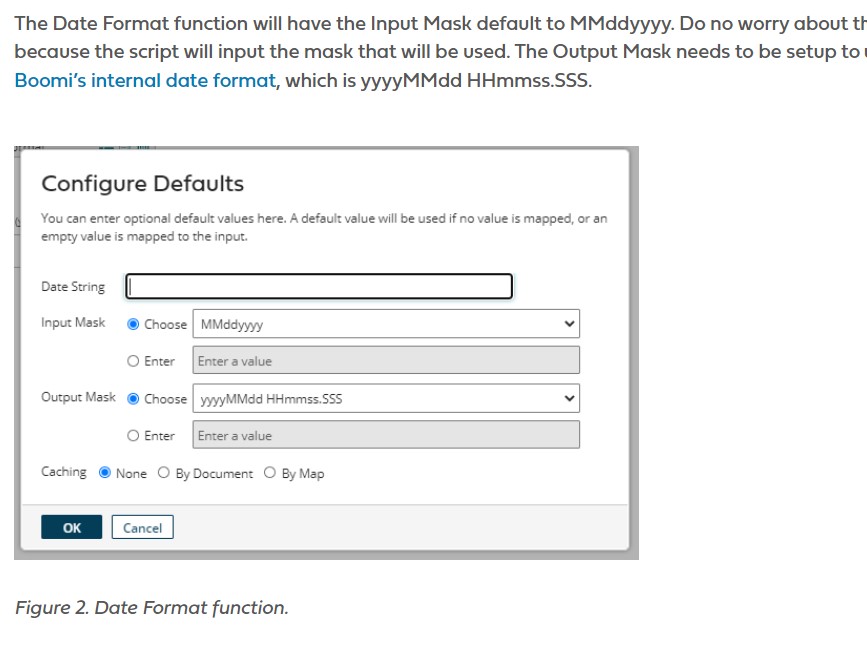 The Date Format function will have the Input Mask default to MMddyyyy. Do no worry about
because the script will input the mask that will be used. The Output Mask needs to be setup to
Boomi's internal date format, which is yyyyMMdd HHmmss.SSS.
Configure Defaults
You can enter optional default values here. A default value will be used if no value is mapped, or an
empty value is mapped to the input.
Date String
Input Mask Choose MMddyyyy
Enter Enter a value
Output Mask Choose yyyyMMdd HHmmss.SSS
Enter Enter a value
Caching None By Document By Map
OK Cancel
Figure 2. Date Format function.